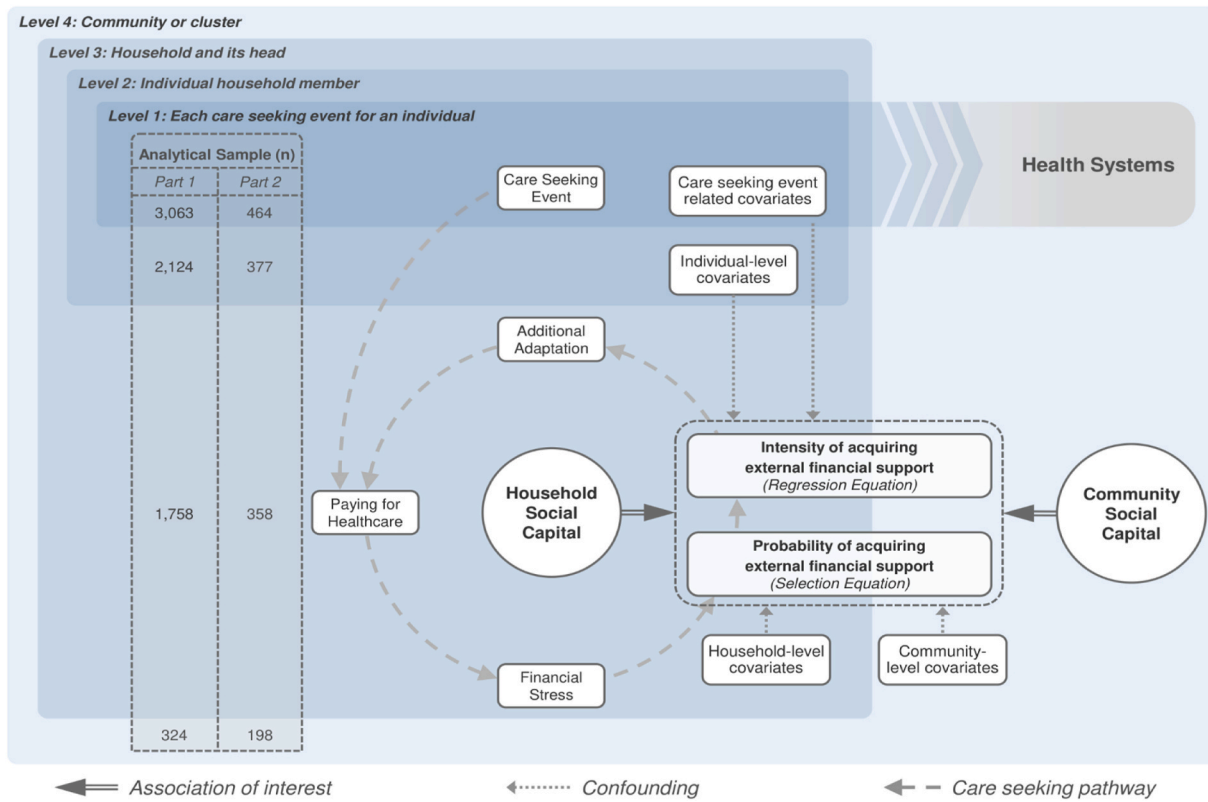 Level 4: Community or cluster
Level 3: Household and its head
Level 2: Individual household member
Level 1: Each care seeking event for an individual
Analytical Sample (n)
Part 1 Part 2
3,063 464
2,124 377
1,758 358
324 198
Care Seeking
Event
Care seeking event
related covariates
Health Systems
Individual-level
covariates
Additional
Adaptation
Paying for
Healthcare
Household
Social
Capital
Intensity of acquiring
external financial support
(Regression Equation)
Probability of acquiring
external financial support
(Selection Equation)
Community
Social
Capital
Financial
Stress
Household-level
covariates
Community-
level covariates
Association of interest
Confounding
Care seeking pathway